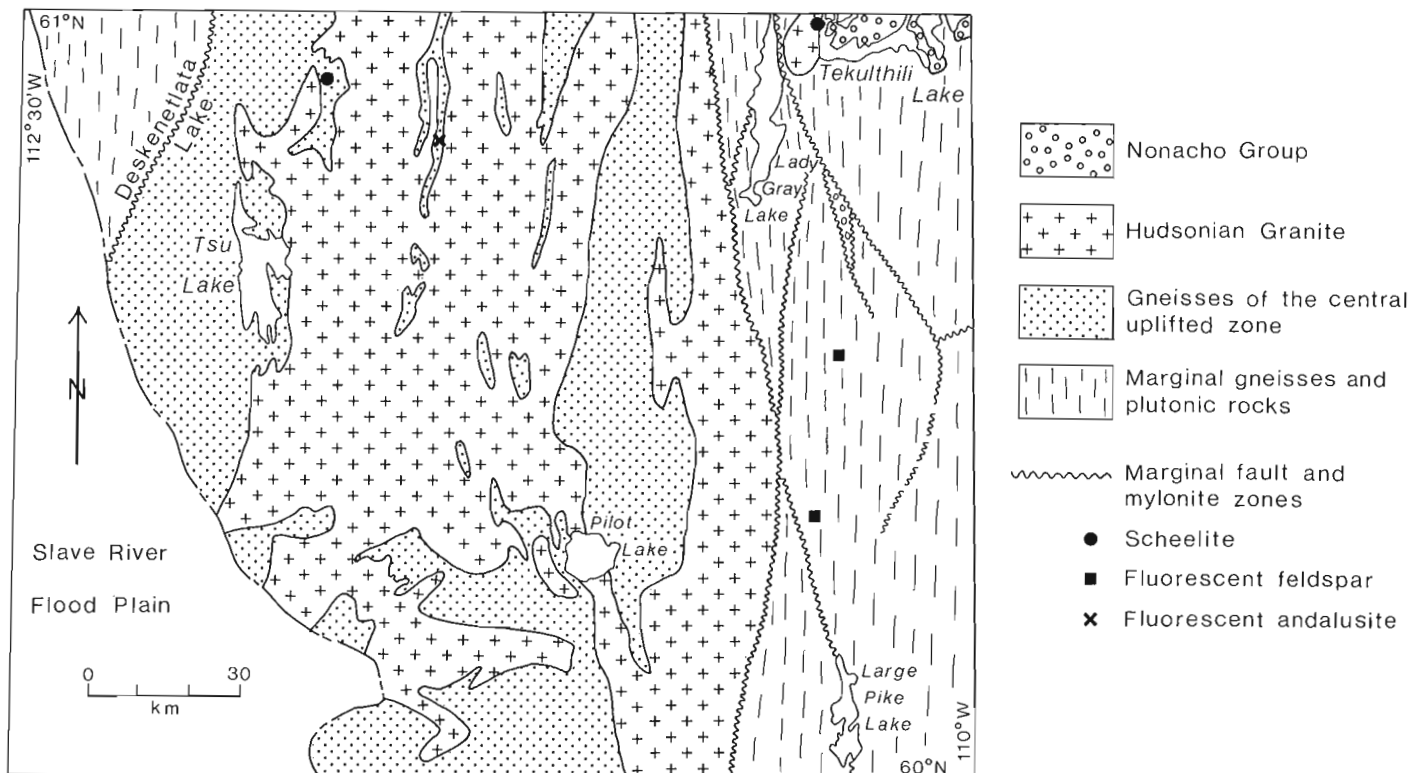 61°N
112°30'W
Deskenetlata
Lake
Tekulthili
Lake
Lad
Gray
Lake
Tsu
Lake
N
Pilot
Lake
Slave River
Flood Plain
0 30
km
Large
Pike
Lake
110°W
60°N
Nonacho Group
Hudsonian Granite
Gneisses of the central
uplifted zone
Marginal gneisses and
plutonic rocks
Marginal fault and
mylonite zones
Scheelite
Fluorescent feldspar
Fluorescent andalusite